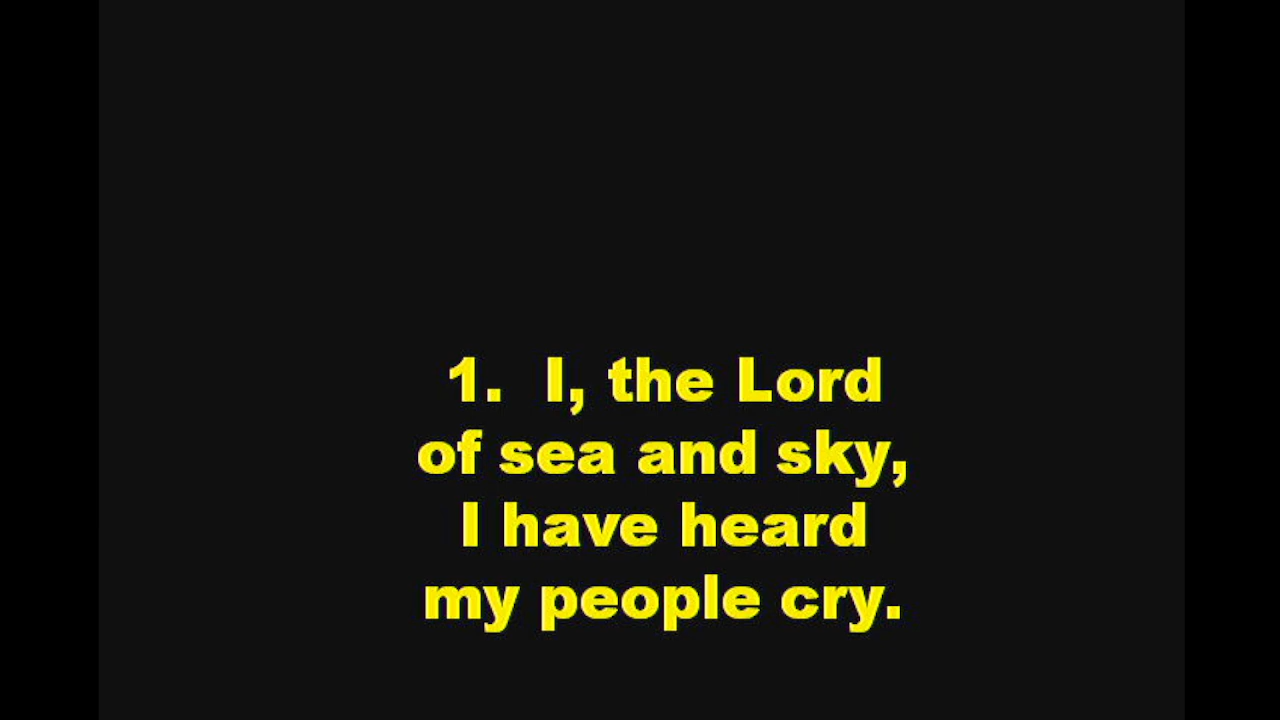 1.  I, the Lord
of sea and sky,
I have heard
my people cry.